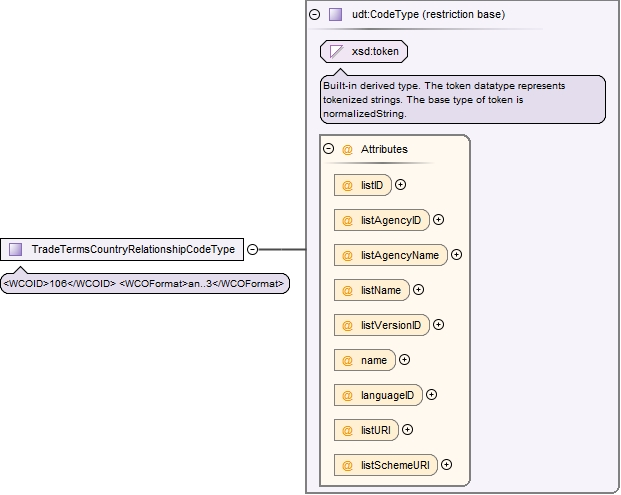 udt:CodeType (restriction base)
xsd:token
Built-in derived type. The token datatype represents
tokenized strings. The base type of token is
normalizedString.
@ Attributes
@ listID
@ listAgencyID
@ listAgencyName
@ listName
@ listVersionID
@ name
@ languageID
@ listURI
@ listSchemeURI
TradeTermsCountryRelationshipCodeType
<WCOID>106</WCOID> <WCOFormat>an..3</WCOFormat>